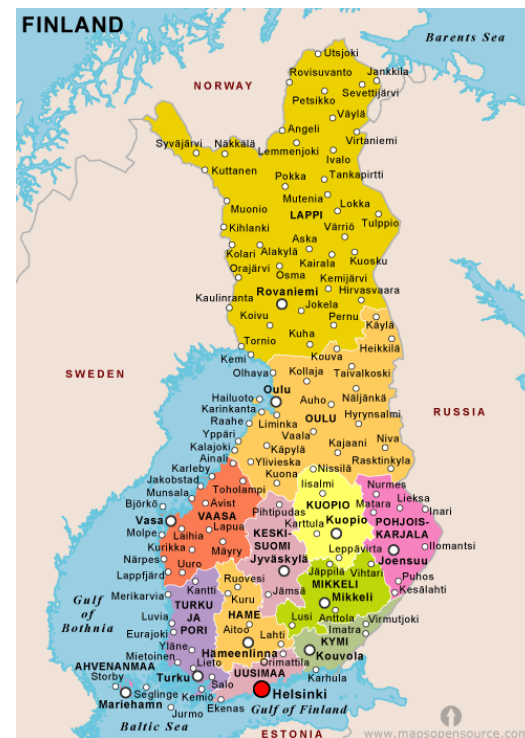 FINLAND
Barents Sea
Utsjoki
Rovisuvanto
Jankkila
NORWAY
Petsikko
Sevettijärvi
Väylä
Angeli
Virtaniemi
Syväjärvi
Näkkälä
Lemmenjoki
Ivalo
Kuttanen
Pokka
Tankapirtti
Mutenia
Lokka
Muonio
LAPPI
Tulppio
Värriö
Kihlanki
Aska
Kolari
Alakylä
Kairala
Kuosku
Orajärvi
Osma
Kemijärvi
Rovaniemi
Hirvasvaara
Kaulinranta
Jokela
Koivu
Pernu
Käylä
Kuha
Tornio
Heikkilä
Kemi
Kouva
SWEDEN
Olhava
Kollaja
Taivalkoski
Oulu
Hailuoto
Auho
Näljänkä
RUSSIA
Karinkanta
OULU
Raahe
Liminka
Hyrynsalmi
Vaala
Yppäri
Kalajoki
Käpylä
Kajaani
Niva
Ainali
Ylivieska
Rasktinkyla
Karleby
Nissilä
Jakobstad
Toholampi
Kuona
Iisalmi
Nurmes
Munsala
Pihtipudas
KUOPIO
Matara
Lieksa
Björkö
Ävist
Inari
Vasa
VAASA
Karttula
Kuopio
POHJOIS-
KARJALA
Molpe
Laihia
Lapua
KESKI-
SUOMI
Ilomantsi
Kurikka
Mäyry
Leppävirta
Joensuu
Närpes
Jyväskylä
Jäppilä
Vihtari
Uuro
Lappfjärd
Ruovesi
MIKKELI
Puhos
Kantti
Jämsä
Mikkeli
Kesälahti
Merikarvia
Kuru
Gulf
of
Bothnia
TURKU
JA
PORI
HAME
Anttola
Virmutjoki
Luvia
Aitoo
Lusi
Imatra
Eurajoki
Lahti
KYMI
Yläne
Hämeenlinna
Kouvola
Mietoinen
Lieto
Orimattila
AHVENANMAA
Storby
Turku
UUSIMAA
Karhula
Seglinge
Salo
Mariehamn
Kemiö
Helsinki
Jurmo
Ekenas
Gulf of Finland
Baltic Sea
ESTONIA
www.mapsopensource.com